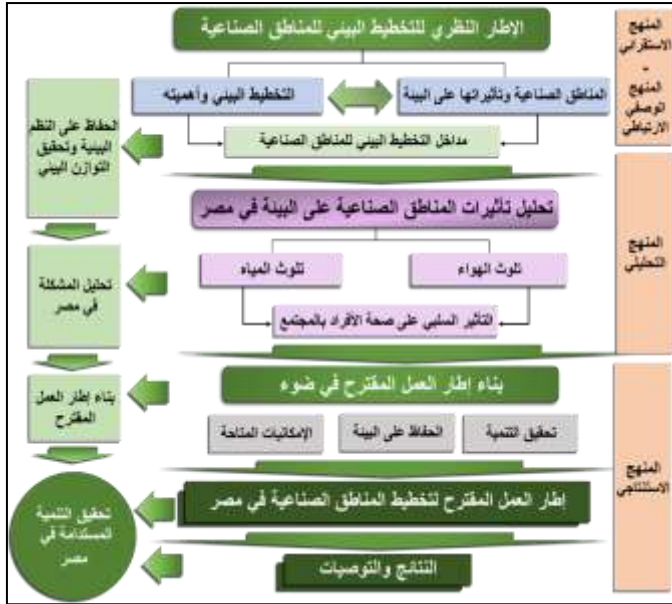 المنهج
الاستقرائي
-
المنهج
الوصفي
الارتباطي
الإطار النظري للتخطيط البيئي للمناطق الصناعية
المناطق الصناعية وتأثيراتها على البيئة
التخطيط البيئي وأهميته
مداخل التخطيط البيئي للمناطق الصناعية
الحفاظ على النظم
البيئية وتحقيق
التوازن البيئي
المنهج
التحليلي
تحليل تأثيرات المناطق الصناعية على البيئة في مصر
تلوث الهواء
تلوث المياه
التأثير السلبي على صحة الأفراد بالمجتمع
تحليل المشكلة
في مصر
المنهج
الاستنتاجي
بناء إطار العمل المقترح في ضوء
تحقيق التنمية
الحفاظ على البيئة
الإمكانيات المتاحة
بناء إطار العمل
المقترح
إطار العمل المقترح لتخطيط المناطق الصناعية في مصر
النتائج والتوصيات
تحقيق التنمية
المستدامة في
مصر